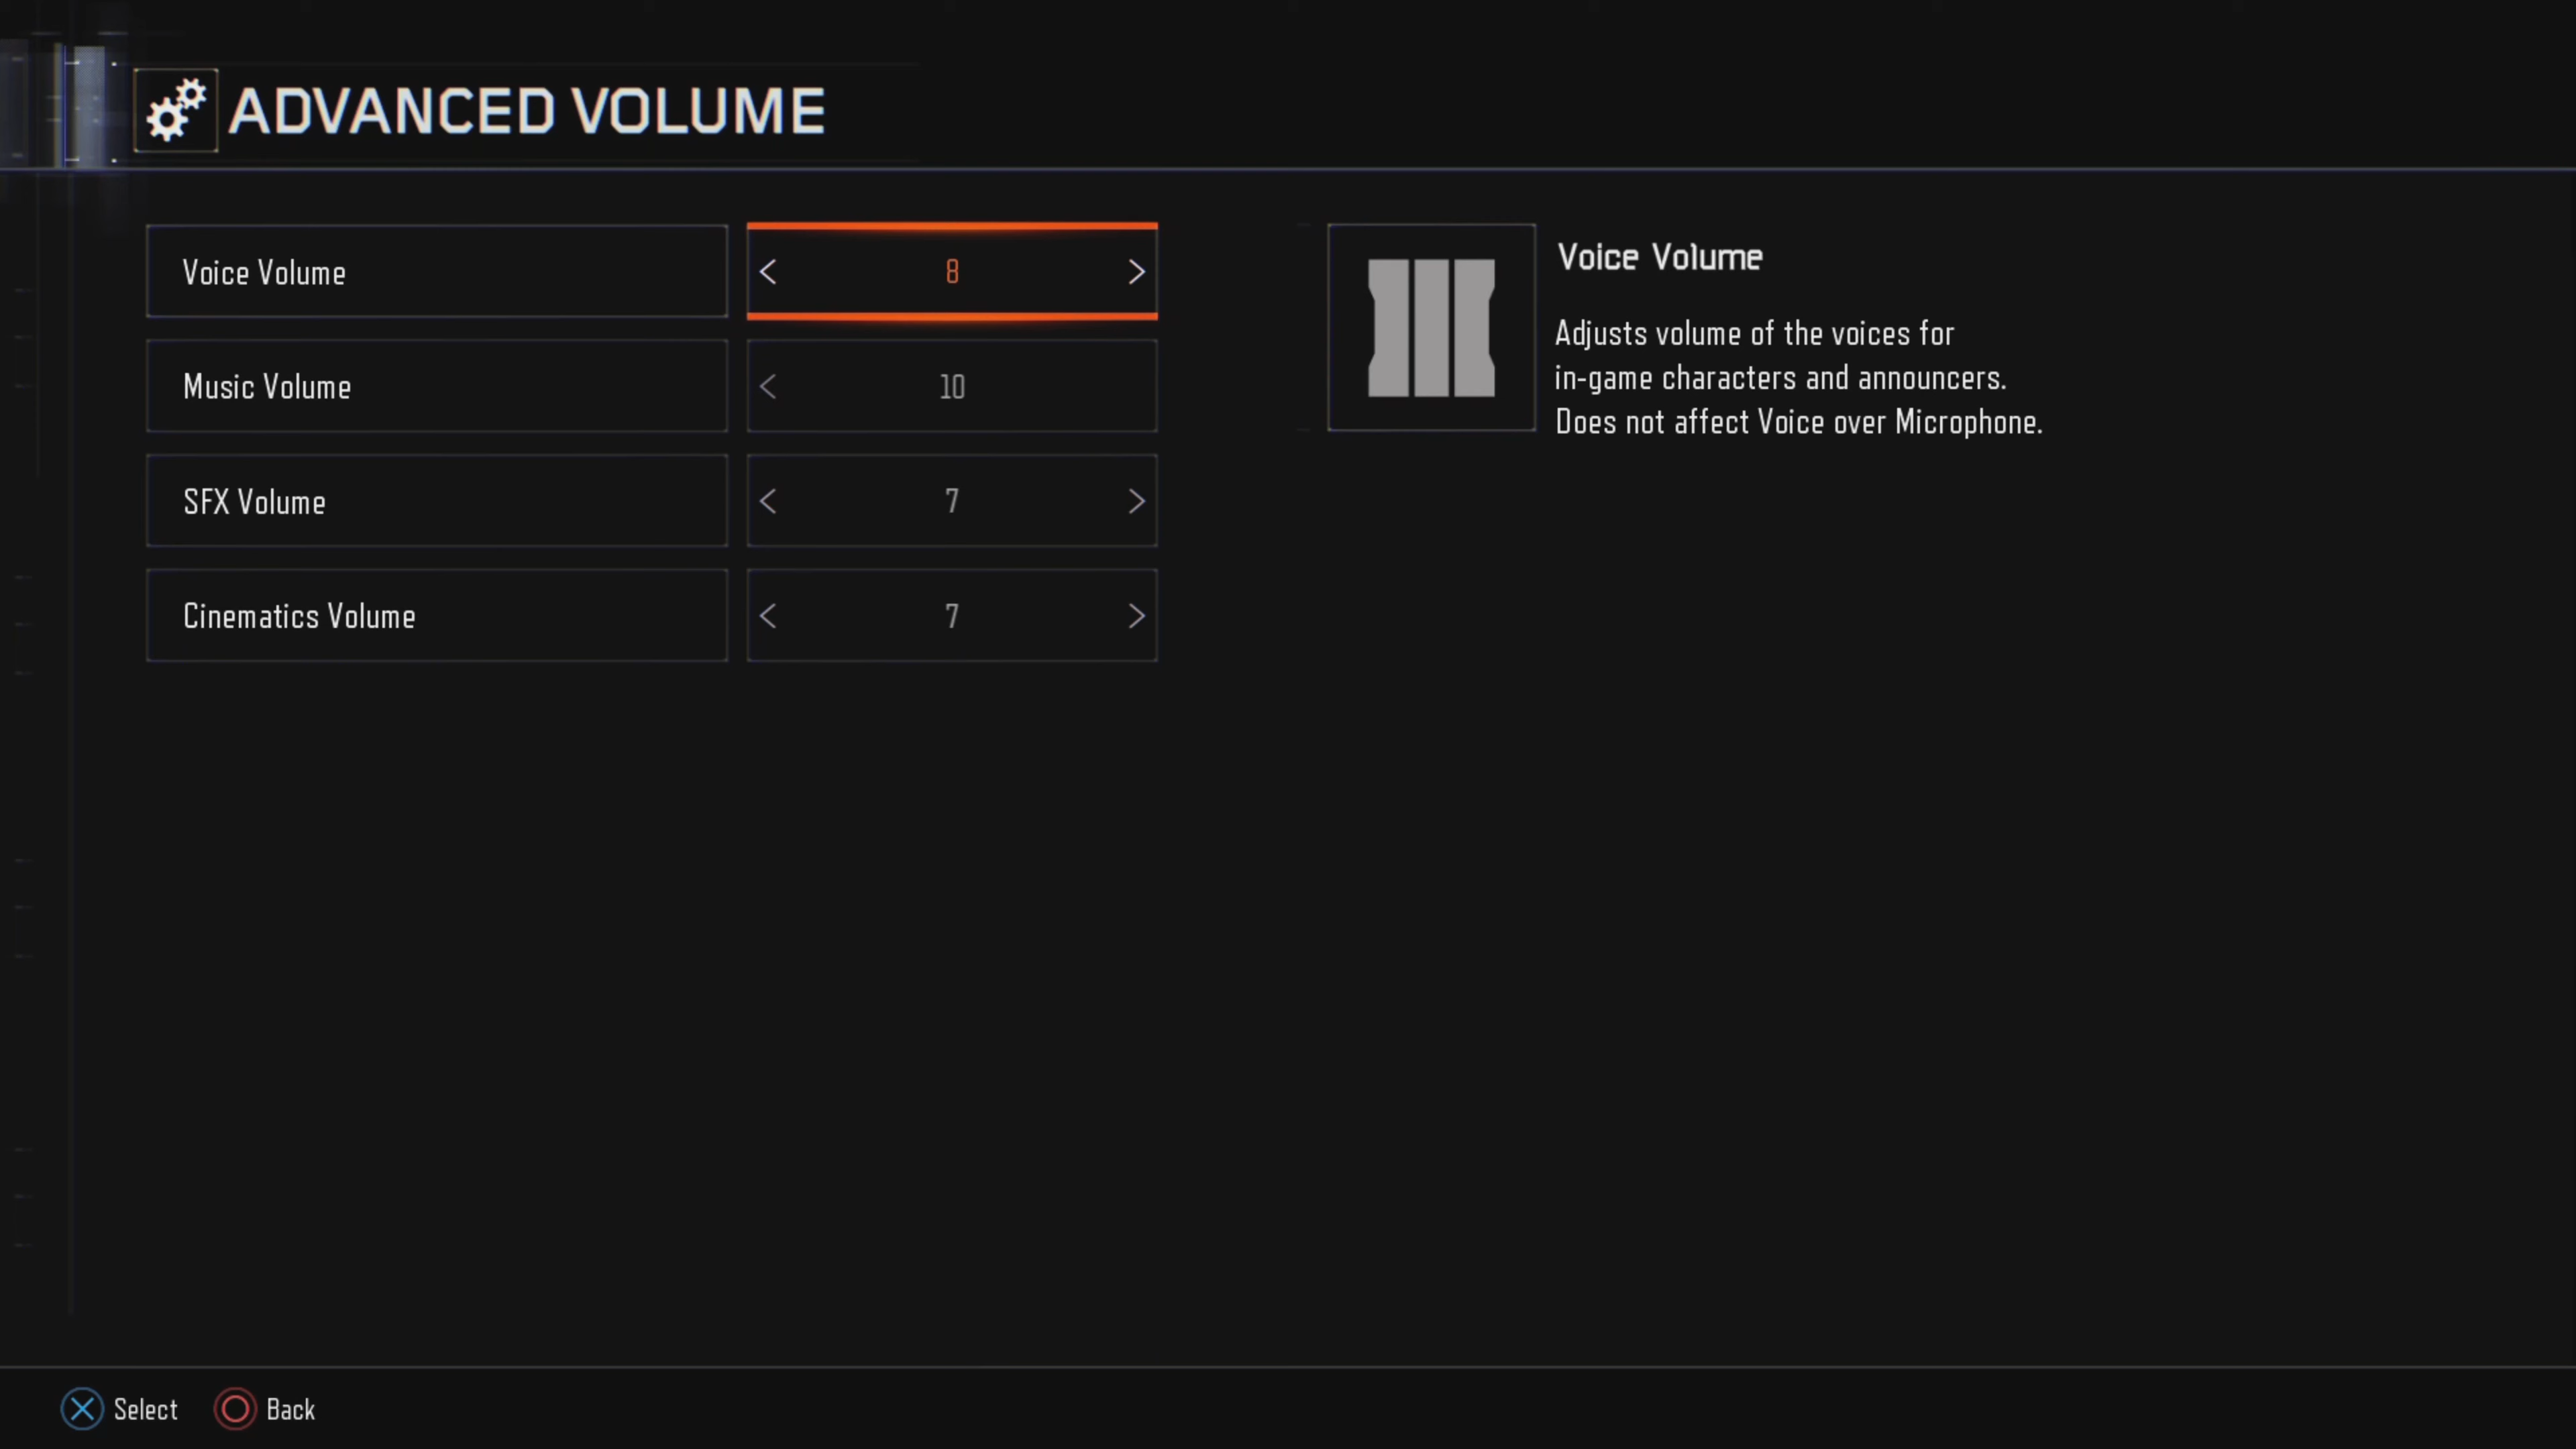 ADVANCED VOLUME
Voice Volume
< 8 >
Music Volume
< 10
SFX Volume
< 7 >
Cinematics Volume
< 7 >
Voice Volume
Adjusts volume of the voices for
in-game characters and announcers.
Does not affect Voice over Microphone.
Select
Back